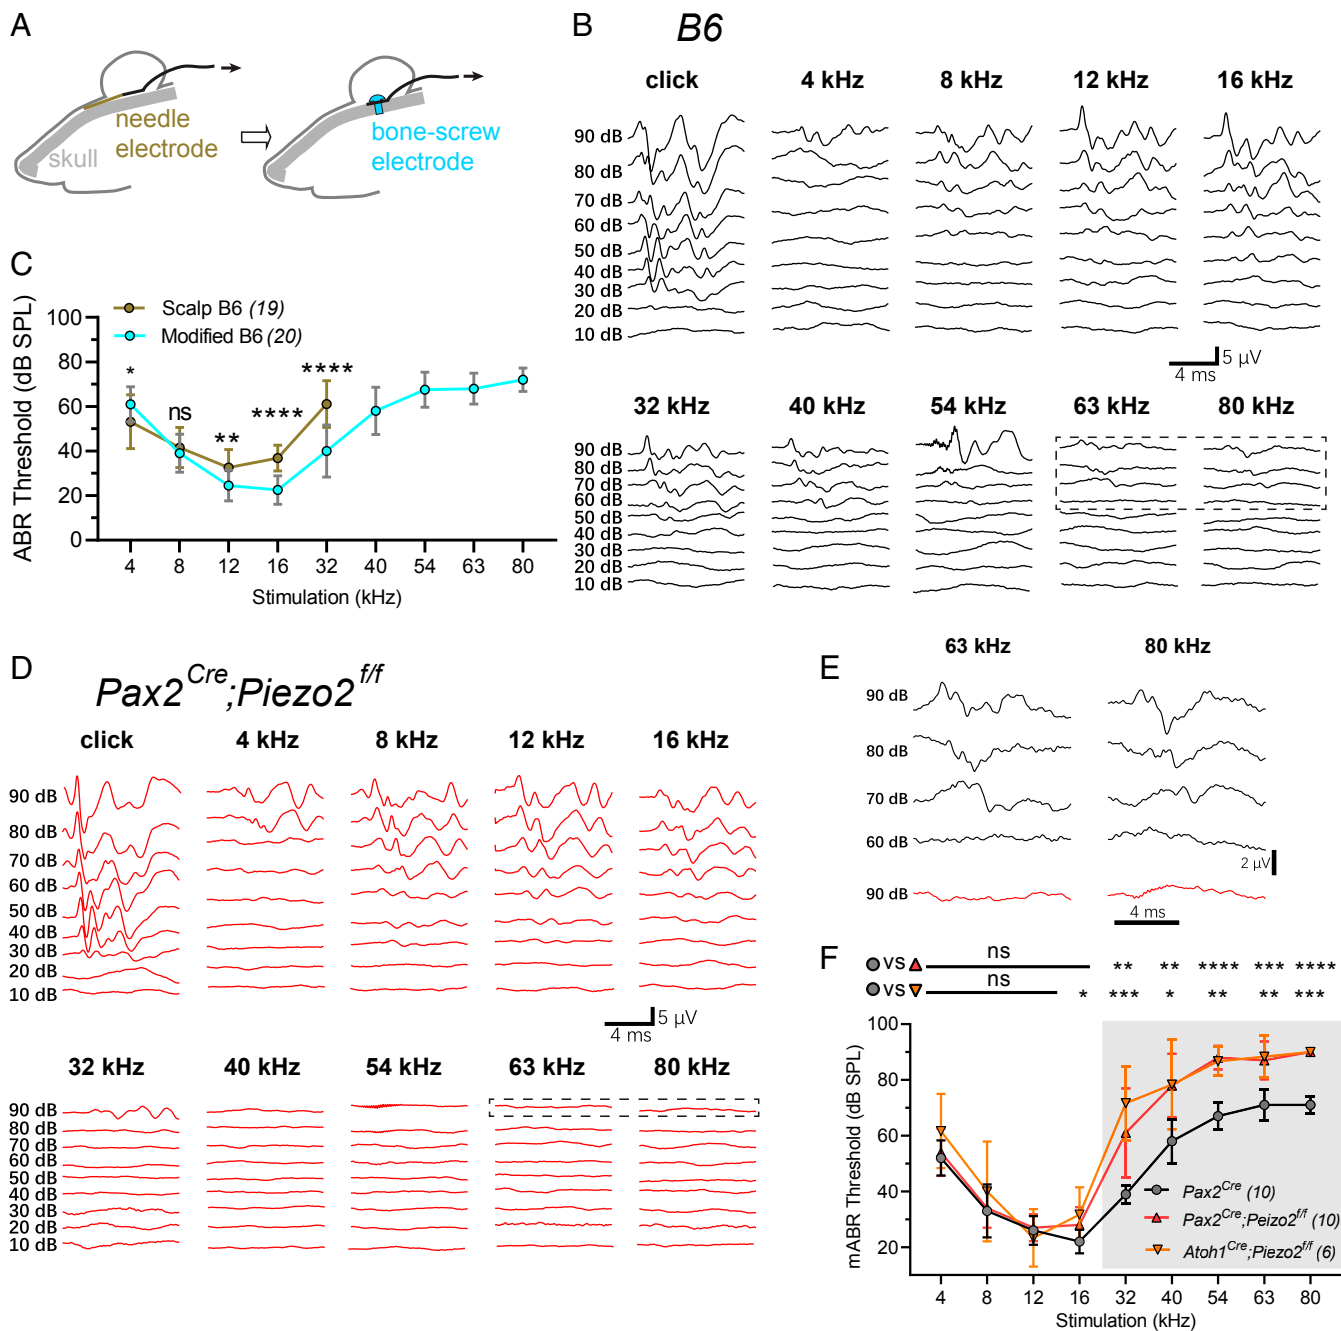 A
needle
electrode
skull
bone-screw
electrode
B
B6
click 4 kHz 8 kHz 12 kHz 16 kHz
90 dB
80 dB
70 dB
60 dB
50 dB
40 dB
30 dB
20 dB
10 dB
5 µV
4 ms
32 kHz 40 kHz 54 kHz 63 kHz 80 kHz
90 dB
80 dB
70 dB
60 dB
50 dB
40 dB
30 dB
20 dB
10 dB
C
Scalp B6 (19)
Modified B6 (20)
ABR Threshold (dB SPL)
100
80
60
40
20
0
* ns ** **** ****
4 8 12 16 32 40 54 63 80
Stimulation (kHz)
D
Pax2Cre;Piezo2f/f
click 4 kHz 8 kHz 12 kHz 16 kHz
90 dB
80 dB
70 dB
60 dB
50 dB
40 dB
30 dB
20 dB
10 dB
5 µV
4 ms
32 kHz 40 kHz 54 kHz 63 kHz 80 kHz
90 dB
80 dB
70 dB
60 dB
50 dB
40 dB
30 dB
20 dB
10 dB
E
63 kHz 80 kHz
90 dB
80 dB
70 dB
60 dB
2 µV
90 dB
4 ms
F
vs ns ** ** **** *** ****
vs ns * *** * ** ** ***
mABR Threshold (dB SPL)
100
80
60
40
20
Pax2Cre (10)
Pax2Cre;Peizo2f/f (10)
Atoh1Cre;Piezo2f/f (6)
4 8 12 16 32 40 54 63 80
Stimulation (kHz)